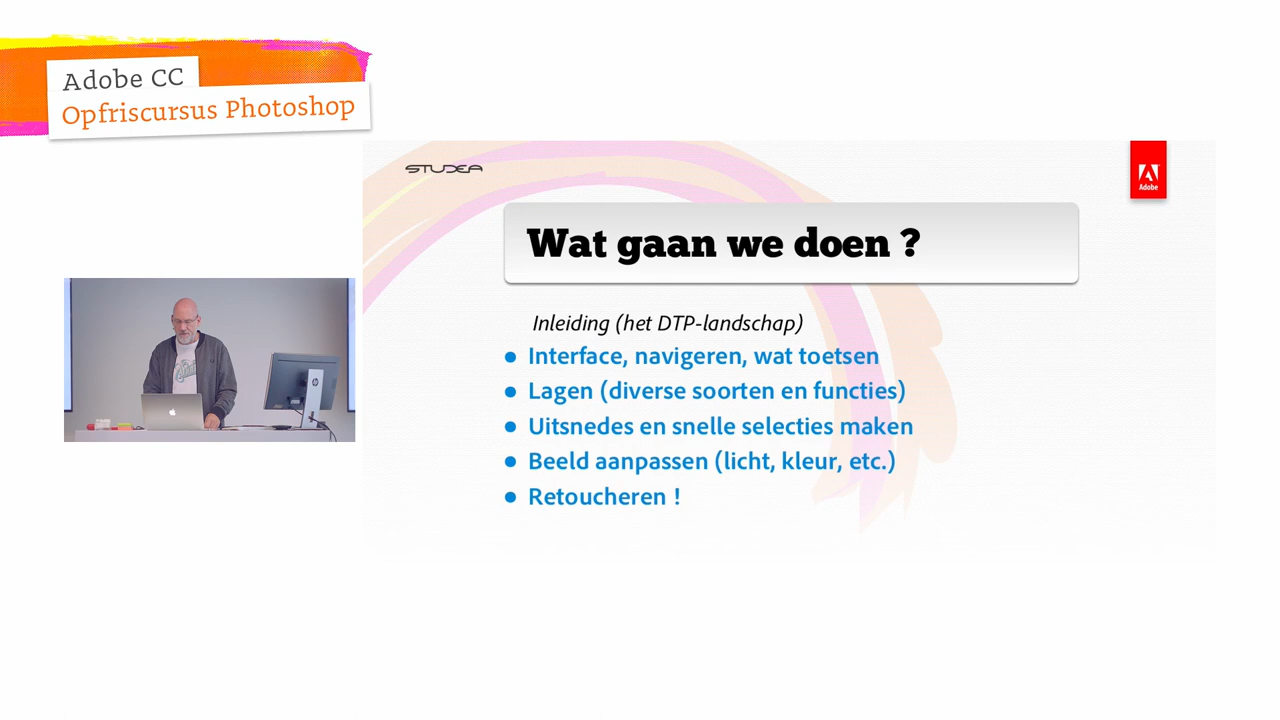 Adobe CC
Opfriscursus Photoshop
STUDEA
Adobe
Wat gaan we doen ?
Inleiding (het DTP-landschap)
● Interface, navigeren, wat toetsen
● Lagen (diverse soorten en functies)
● Uitsnedes en snelle selecties maken
● Beeld aanpassen (licht, kleur, etc.)
● Retoucheren !
hp